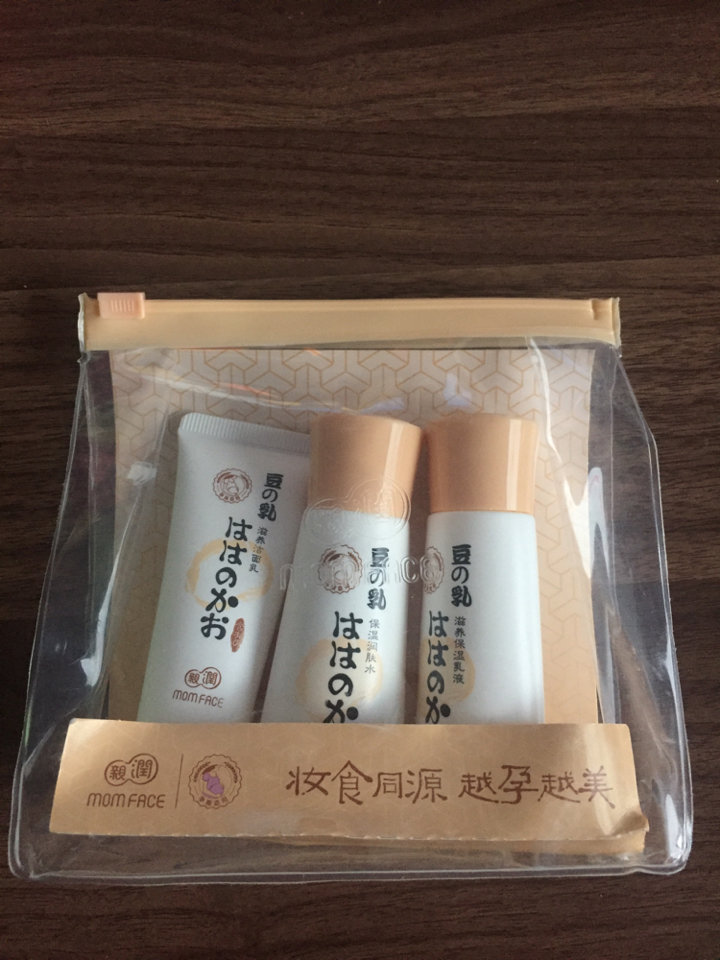 豆の乳
滋养洁面乳
ははのかお
親潤
MOM FACE
豆の乳
保湿润肤水
ははのか
豆の乳
滋养保湿乳液
ははのか
親潤
MOM FACE
妆食同源 越孕越美